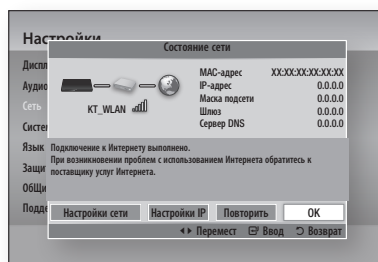 Настройки
Состояние сети
Диспл
Аудио
Сеть
Систе
Язык
Защи
Общи
Подде
KT_WLAN
MAC-адрес XX:XX:XX:XX:XX:XX
IP-адрес 0.0.0.0
Маска подсети 0.0.0.0
Шлюз 0.0.0.0
Сервер DNS 0.0.0.0
Подключение к Интернету выполнено.
При возникновении проблем с использованием Интернета обратитесь к
поставщику услуг Интернета.
Настройки сети Настройки IP Повторить OK
Перемест Ввод Возврат